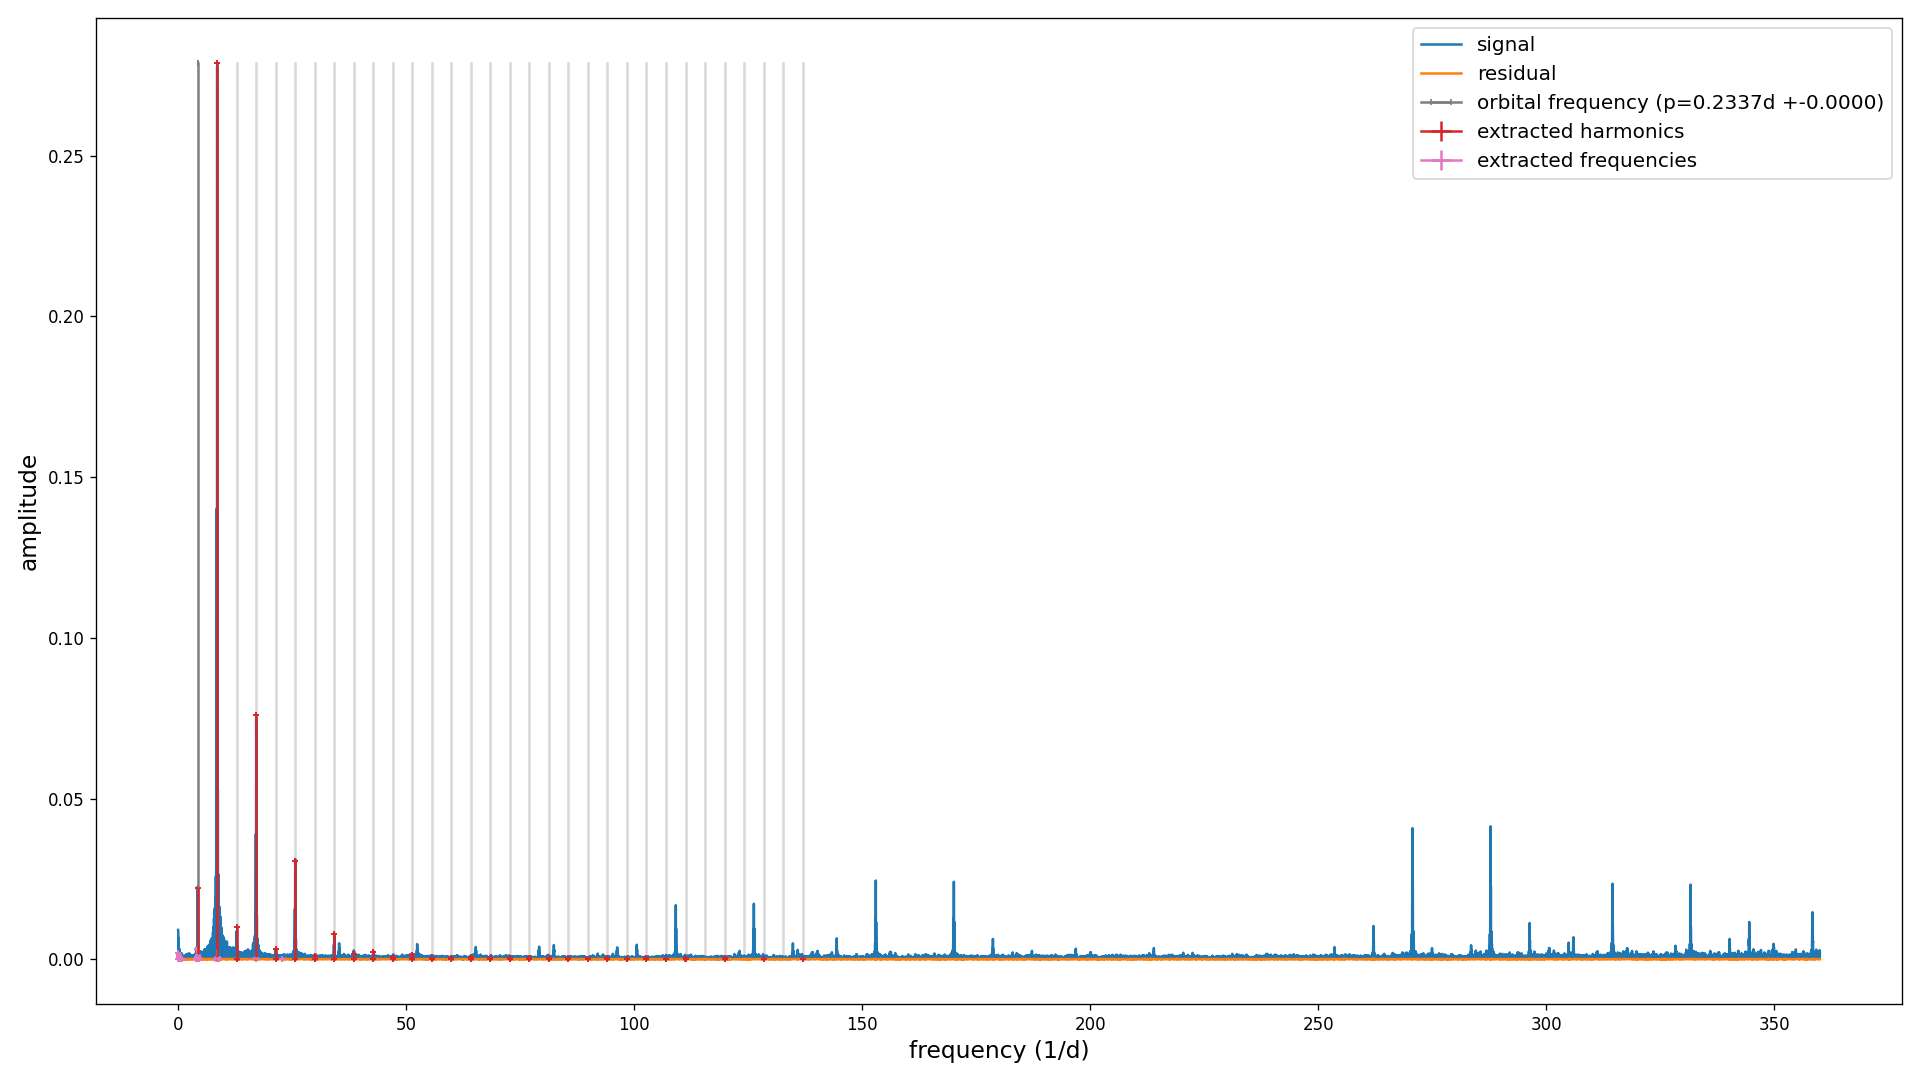 signal
residual
orbital frequency (p=0.2337d +-0.0000)
extracted harmonics
extracted frequencies
0.25
0.20
0.15
0.10
0.05
0.00
amplitude
0 50 100 150 200 250 300 350
frequency (1/d)